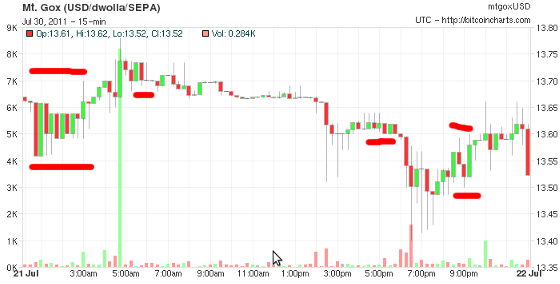 Mt. Gox (USD/dwolla/SEPA)
mtgoxUSD
Jul 30, 2011 - 15-min
UTC - http://bitcoincharts.com
Op:13.61, Hi:13.62, Lo:13.52, Cl:13.52
Vol: 0.284K
9K
8K
7K
6K
5K
4K
3K
2K
1K
0K
13.80
13.75
13.70
13.65
13.60
13.55
13.50
13.45
13.40
13.35
21 Jul
3:00am
5:00am
7:00am
9:00am
11:00am
1:00pm
3:00pm
5:00pm
7:00pm
9:00pm
22 Jul